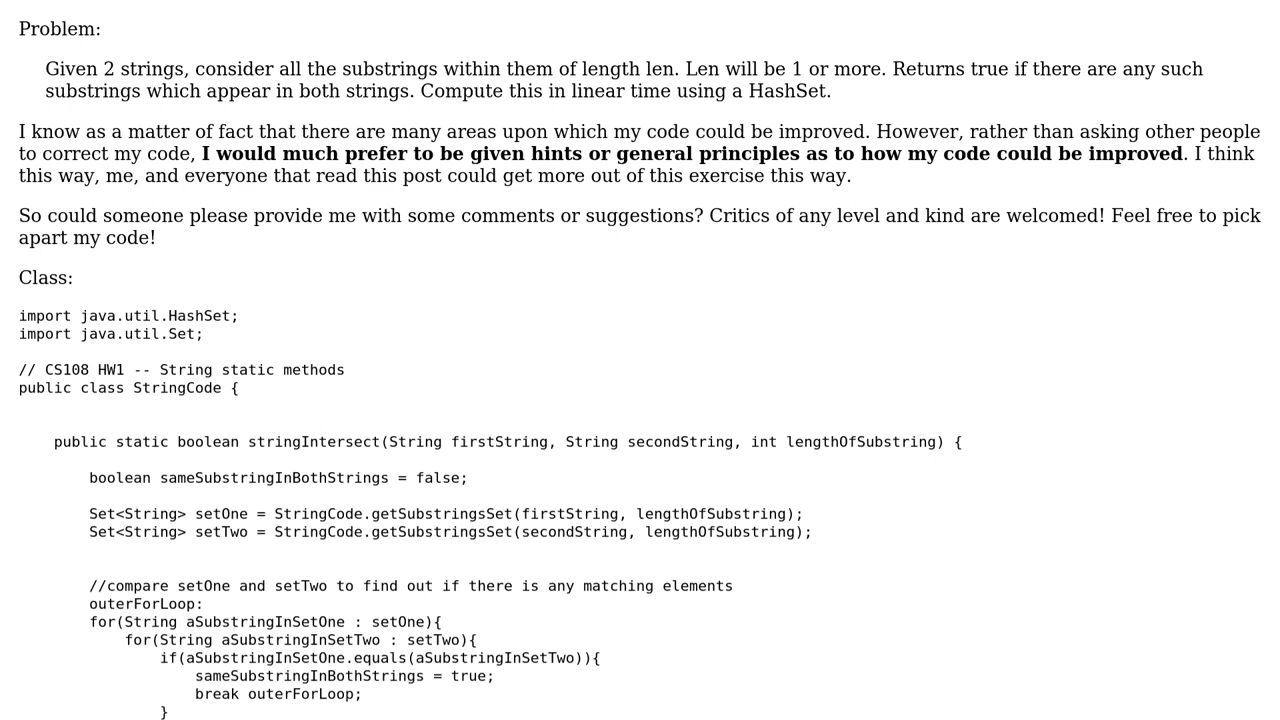 Problem:
Given 2 strings, consider all the substrings within them of length len. Len will be 1 or more. Returns true if there are any such
substrings which appear in both strings. Compute this in linear time using a HashSet.
I know as a matter of fact that there are many areas upon which my code could be improved. However, rather than asking other people
to correct my code, I would much prefer to be given hints or general principles as to how my code could be improved. I think
this way, me, and everyone that read this post could get more out of this exercise this way.
So could someone please provide me with some comments or suggestions? Critics of any level and kind are welcomed! Feel free to pick
apart my code!
Class:
import java.util.HashSet;
import java.util.Set;
// CS108 HW1 -- String static methods
public class StringCode {
public static boolean stringIntersect(String firstString, String secondString, int lengthOfSubstring) {
boolean sameSubstringInBothStrings = false;
Set<String> setOne = StringCode.getSubstringsSet(firstString, lengthOfSubstring);
Set<String> setTwo = StringCode.getSubstringsSet(secondString, lengthOfSubstring);
//compare setOne and setTwo to find out if there is any matching elements
outerForLoop:
for(String aSubstringInSetOne : setOne){
for(String aSubstringInSetTwo : setTwo){
if(aSubstringInSetOne.equals(aSubstringInSetTwo)){
sameSubstringInBothStrings = true;
break outerForLoop;
}